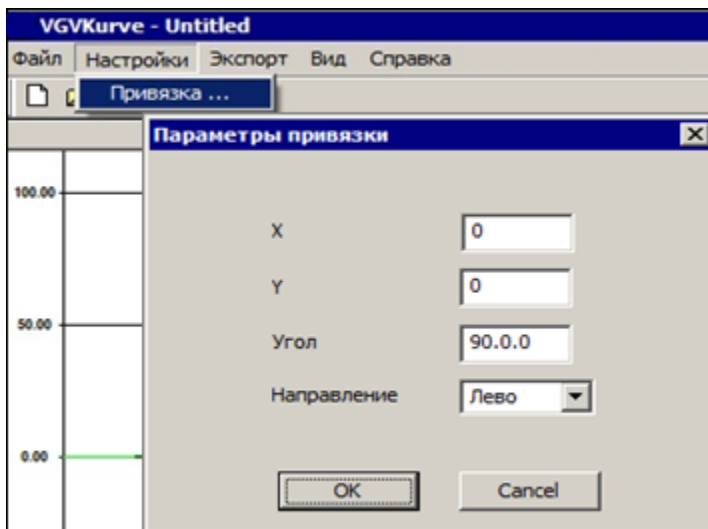 VGVKurve - Untitled
Файл Настройки Экспорт Вид Справка
Привязка ...
Параметры привязки
100.00
X 0
Y 0
50.00
Угол 90.0.0
Направление Лево
0.00
OK Cancel